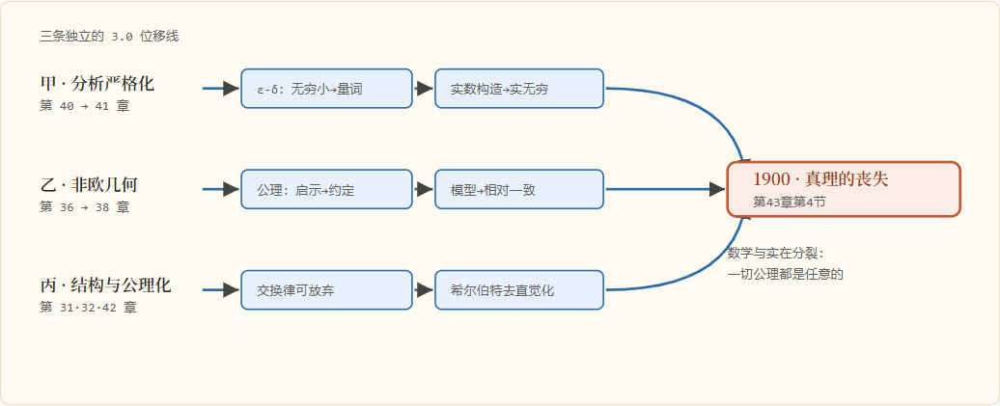 三条独立的 3.0 位移线
甲 · 分析严格化
第 40 → 41 章
ε-δ: 无穷小→量词
实数构造→实无穷
乙 · 非欧几何
第 36 → 38 章
公理: 启示→约定
模型→相对一致
1900 · 真理的丧失
第43章第4节
数学与实在分裂:
一切公理都是任意的
丙 · 结构与公理化
第 31·32·42 章
交换律可放弃
希尔伯特去直觉化